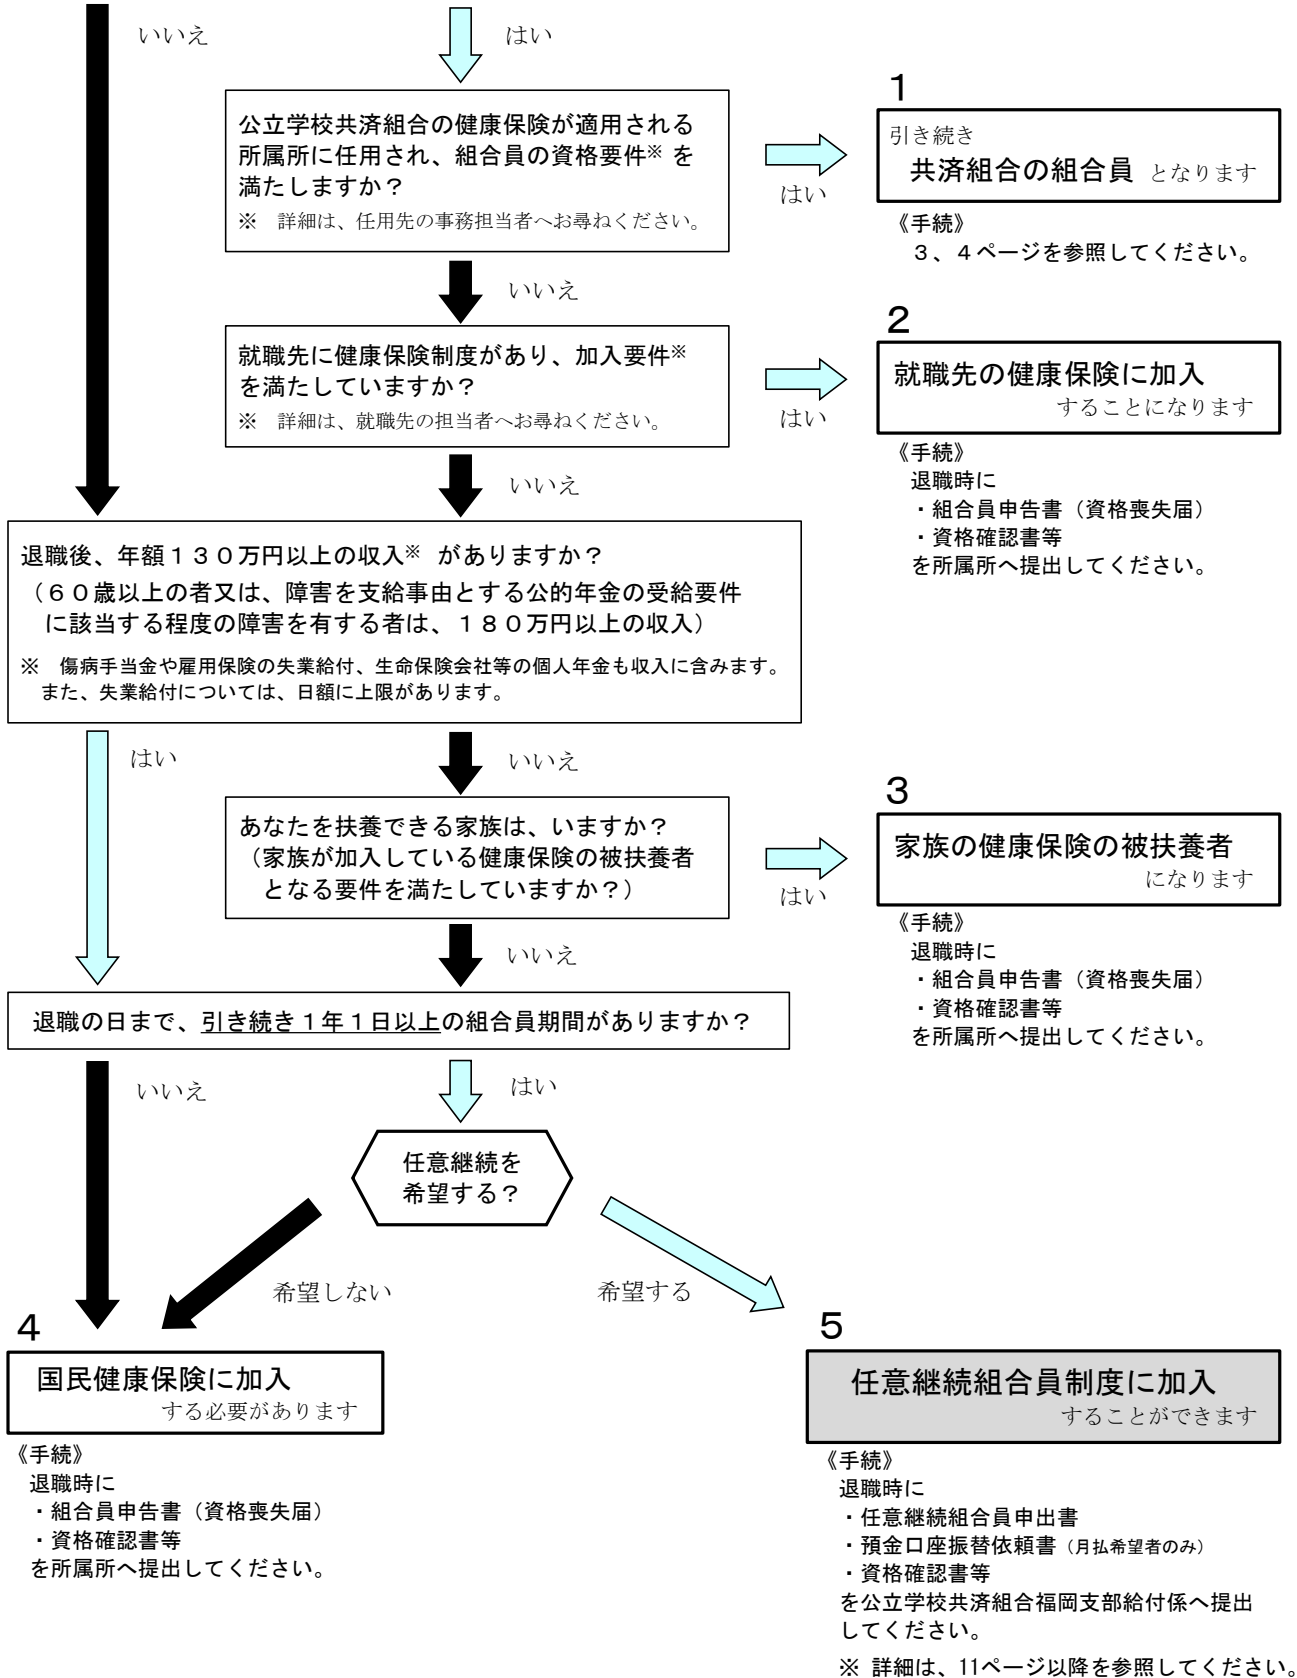 いいえ
はい
公立学校共済組合の健康保険が適用される
所属所に任用され、組合員の資格要件※ を
満たしますか？
※　詳細は、任用先の事務担当者へお尋ねください。
はい
1
引き続き
共済組合の組合員 となります
《手続》
３、４ページを参照してください。
いいえ
就職先に健康保険制度があり、加入要件※
を満たしていますか？
※　詳細は、就職先の担当者へお尋ねください。
はい
2
就職先の健康保険に加入
することになります
《手続》
退職時に
・組合員申告書（資格喪失届）
・資格確認書等
を所属所へ提出してください。
いいえ
退職後、年額１３０万円以上の収入※ がありますか？
（６０歳以上の者又は、障害を支給事由とする公的年金の受給要件
に該当する程度の障害を有する者は、１８０万円以上の収入）
※　傷病手当金や雇用保険の失業給付、生命保険会社等の個人年金も収入に含みます。
また、失業給付については、日額に上限があります。
はい
いいえ
あなたを扶養できる家族は、いますか？
（家族が加入している健康保険の被扶養者
となる要件を満たしていますか？）
はい
3
家族の健康保険の被扶養者
になります
《手続》
退職時に
・組合員申告書（資格喪失届）
・資格確認書等
を所属所へ提出してください。
いいえ
退職の日まで、引き続き１年１日以上の組合員期間がありますか？
いいえ
はい
任意継続を
希望する？
希望しない
希望する
4
国民健康保険に加入
する必要があります
《手続》
退職時に
・組合員申告書（資格喪失届）
・資格確認書等
を所属所へ提出してください。
5
任意継続組合員制度に加入
することができます
《手続》
退職時に
・任意継続組合員申出書
・預金口座振替依頼書（月払希望者のみ）
・資格確認書等
を公立学校共済組合福岡支部給付係へ提出
してください。
※ 詳細は、11ページ以降を参照してください。